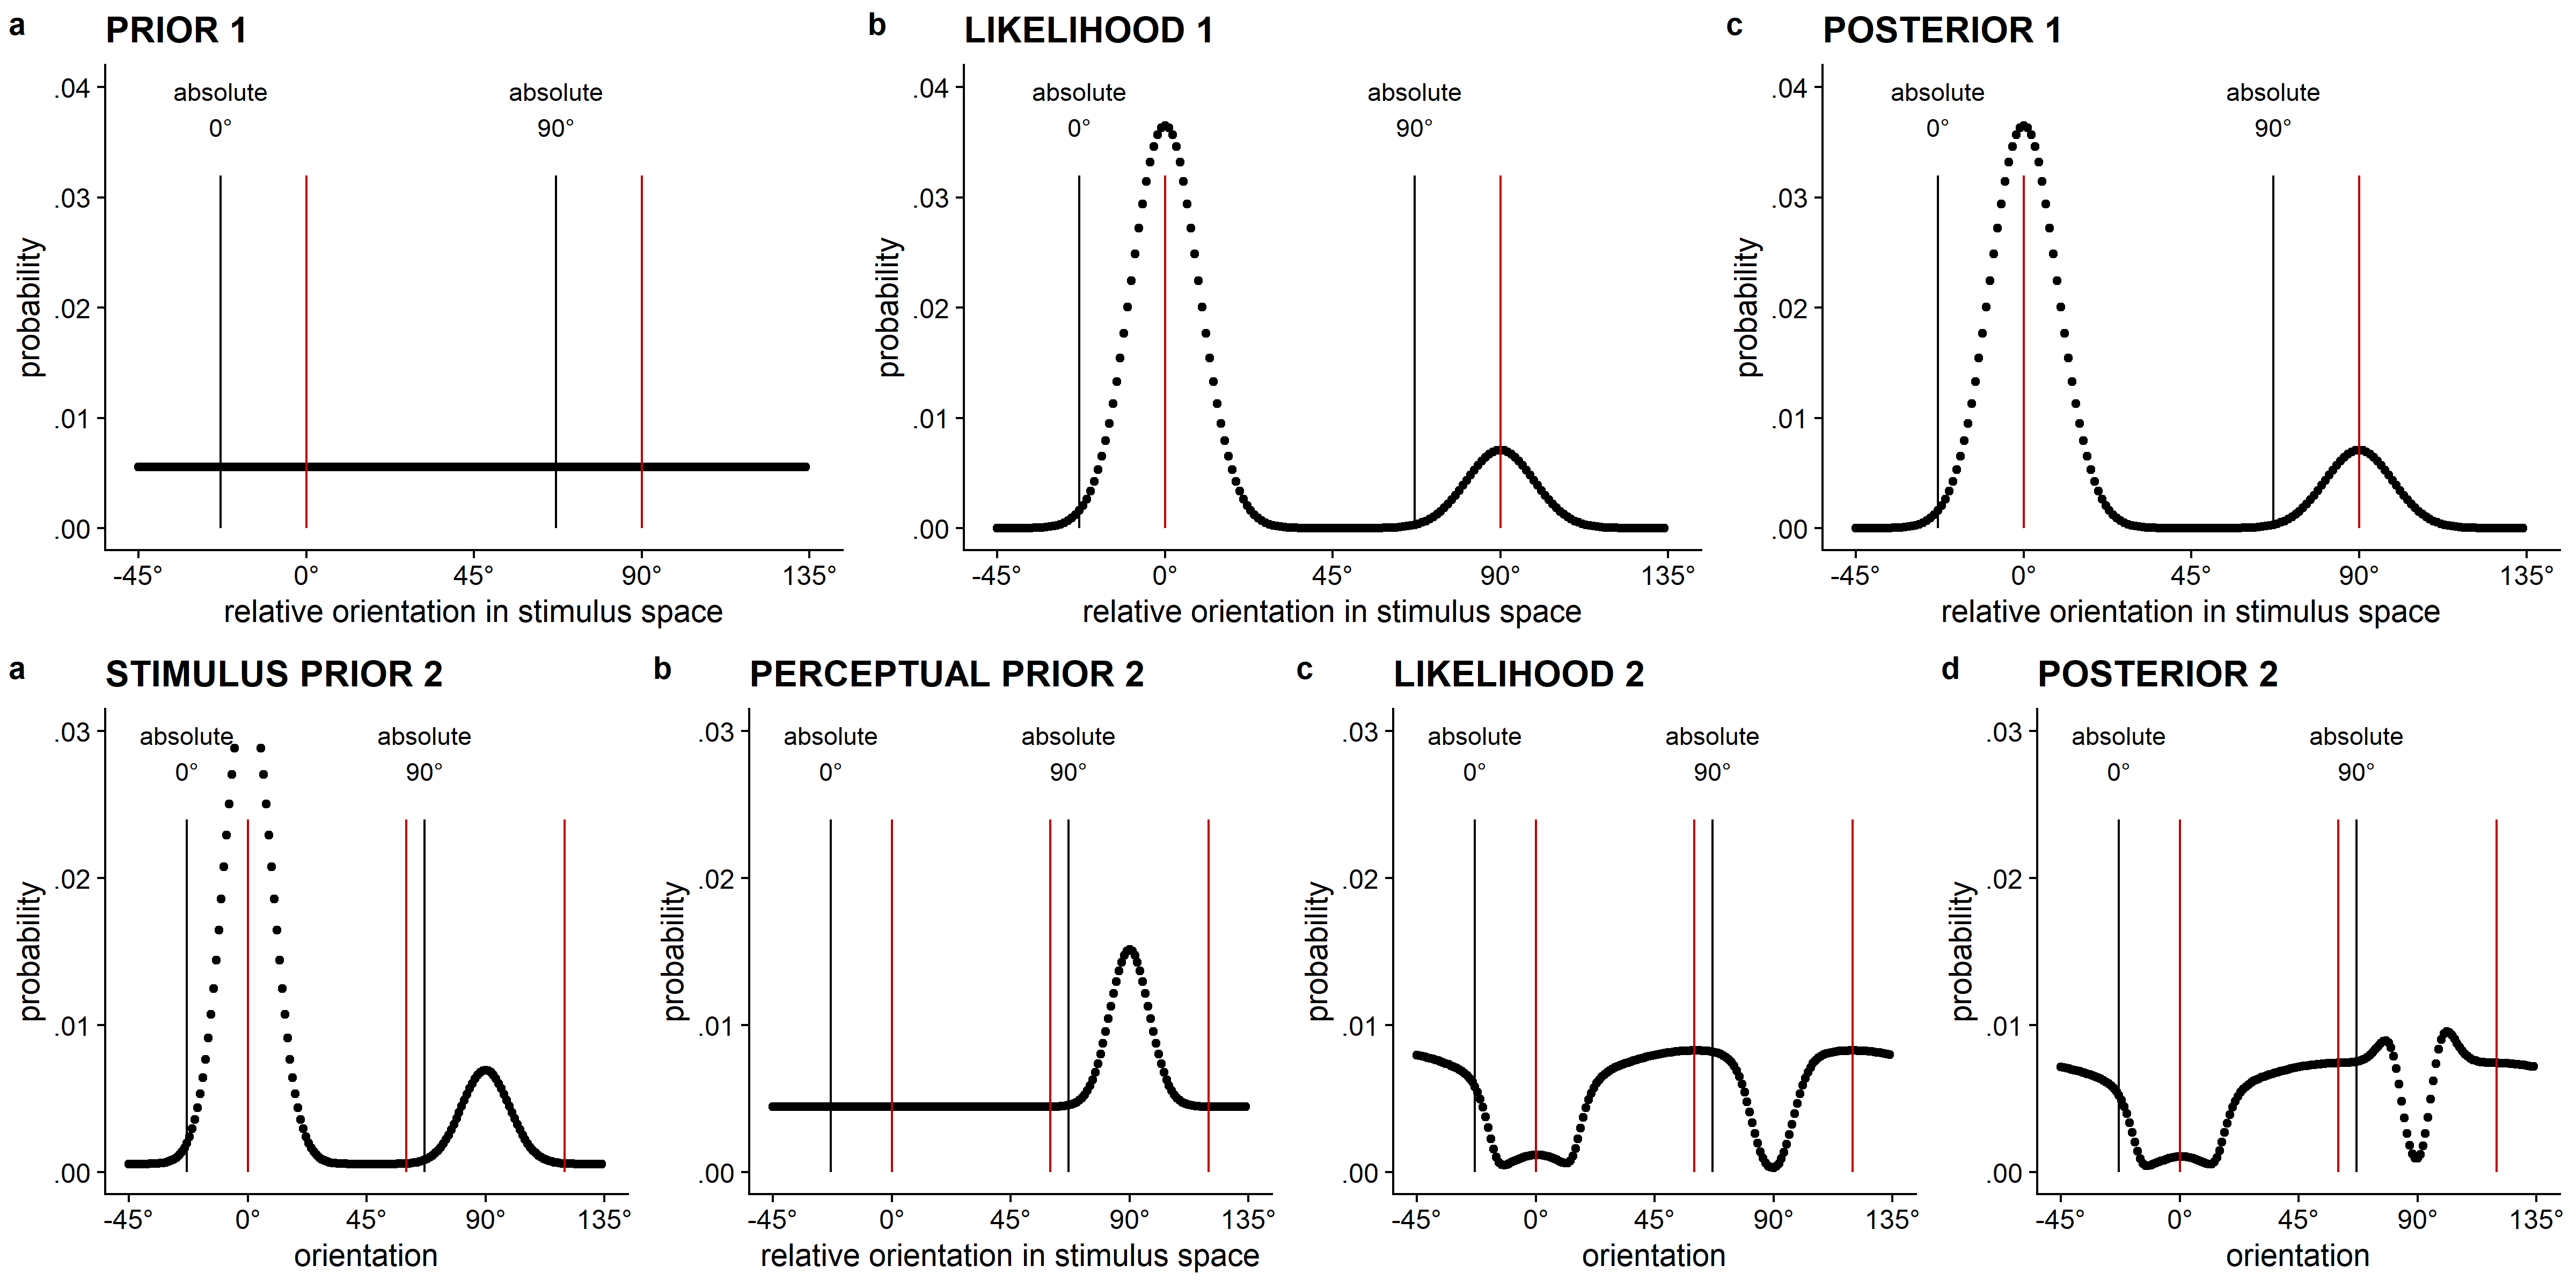 a PRIOR 1
.04
.03
.02
.01
.00
probability
absolute
0°
absolute
90°
-45° 0° 45° 90° 135°
relative orientation in stimulus space
b LIKELIHOOD 1
.04
.03
.02
.01
.00
probability
absolute
0°
absolute
90°
-45° 0° 45° 90° 135°
relative orientation in stimulus space
c POSTERIOR 1
.04
.03
.02
.01
.00
probability
absolute
0°
absolute
90°
-45° 0° 45° 90° 135°
relative orientation in stimulus space
a STIMULUS PRIOR 2
.03
.02
.01
.00
probability
absolute
0°
absolute
90°
-45° 0° 45° 90° 135°
orientation
b PERCEPTUAL PRIOR 2
.03
.02
.01
.00
probability
absolute
0°
absolute
90°
-45° 0° 45° 90° 135°
relative orientation in stimulus space
c LIKELIHOOD 2
.03
.02
.01
.00
probability
absolute
0°
absolute
90°
-45° 0° 45° 90° 135°
orientation
d POSTERIOR 2
.03
.02
.01
.00
probability
absolute
0°
absolute
90°
-45° 0° 45° 90° 135°
orientation